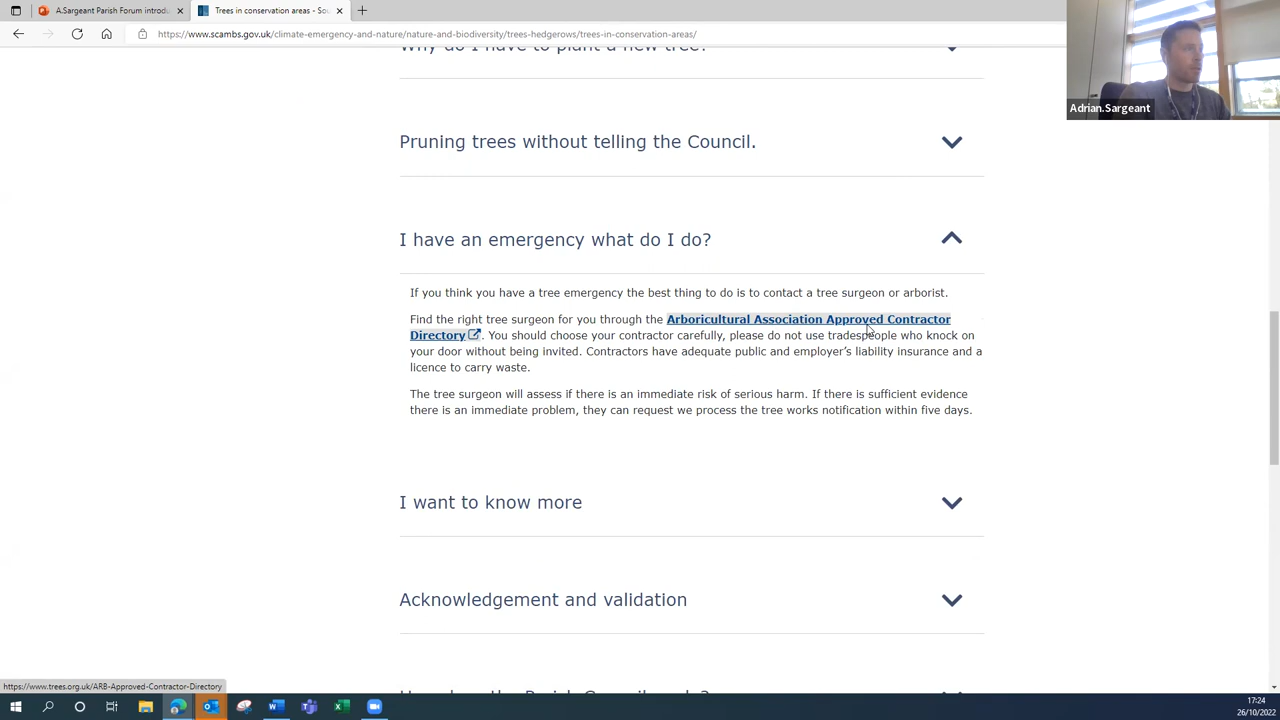 A.Sargeant Parish Forum introdu
Trees in conservation areas - Sou
https://www.scambs.gov.uk/climate-emergency-and-nature/nature-and-biodiversity/trees-hedgerows/trees-in-conservation-areas/
Adrian.Sargeant
Why do I have to plant a new tree?
Pruning trees without telling the Council.
I have an emergency what do I do?
If you think you have a tree emergency the best thing to do is to contact a tree surgeon or arborist.
Find the right tree surgeon for you through the Arboricultural Association Approved Contractor
Directory. You should choose your contractor carefully, please do not use tradespeople who knock on
your door without being invited. Contractors have adequate public and employer’s liability insurance and a
licence to carry waste.
The tree surgeon will assess if there is an immediate risk of serious harm. If there is sufficient evidence
there is an immediate problem, they can request we process the tree works notification within five days.
I want to know more
Acknowledgement and validation
https://www.trees.org.uk/ARB-Approved-Contractor-Directory
17:24
26/10/2022